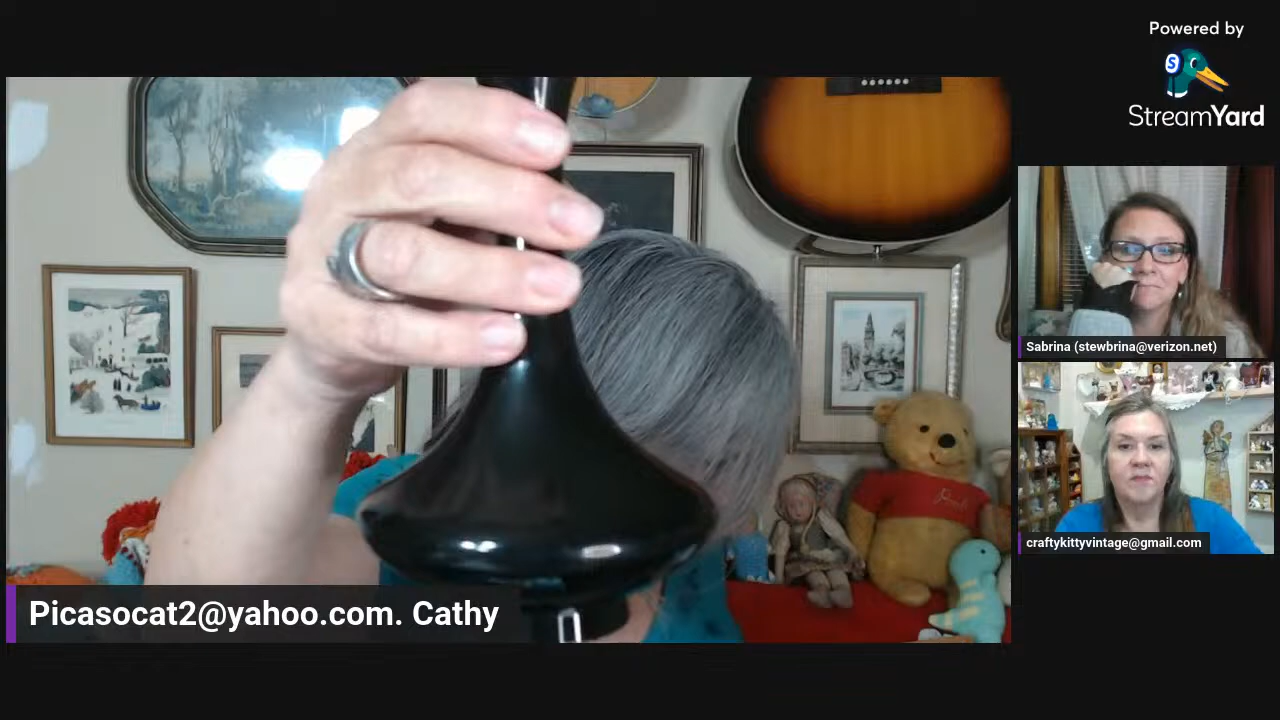 Powered by
S
StreamYard
Sabrina (stewbrina@verizon.net)
craftykittyvintage@gmail.com
Picasocat2@yahoo.com. Cathy